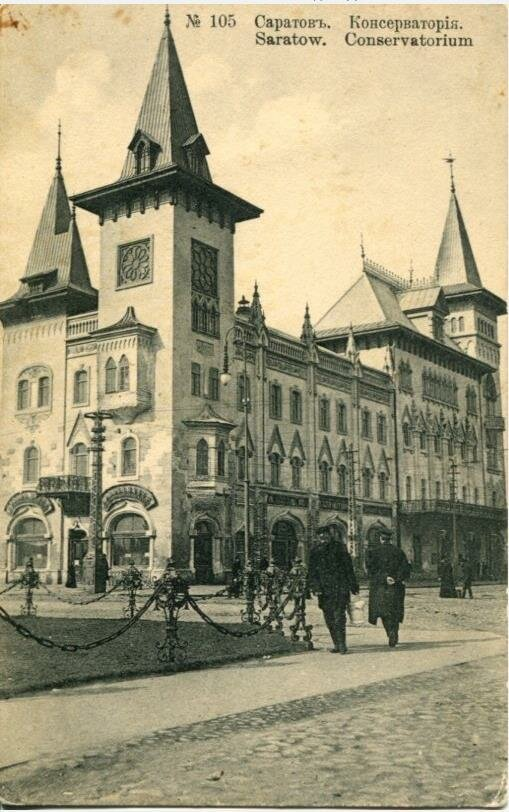 № 105 Саратовъ. Консерваторія.
Saratow. Conservatorium